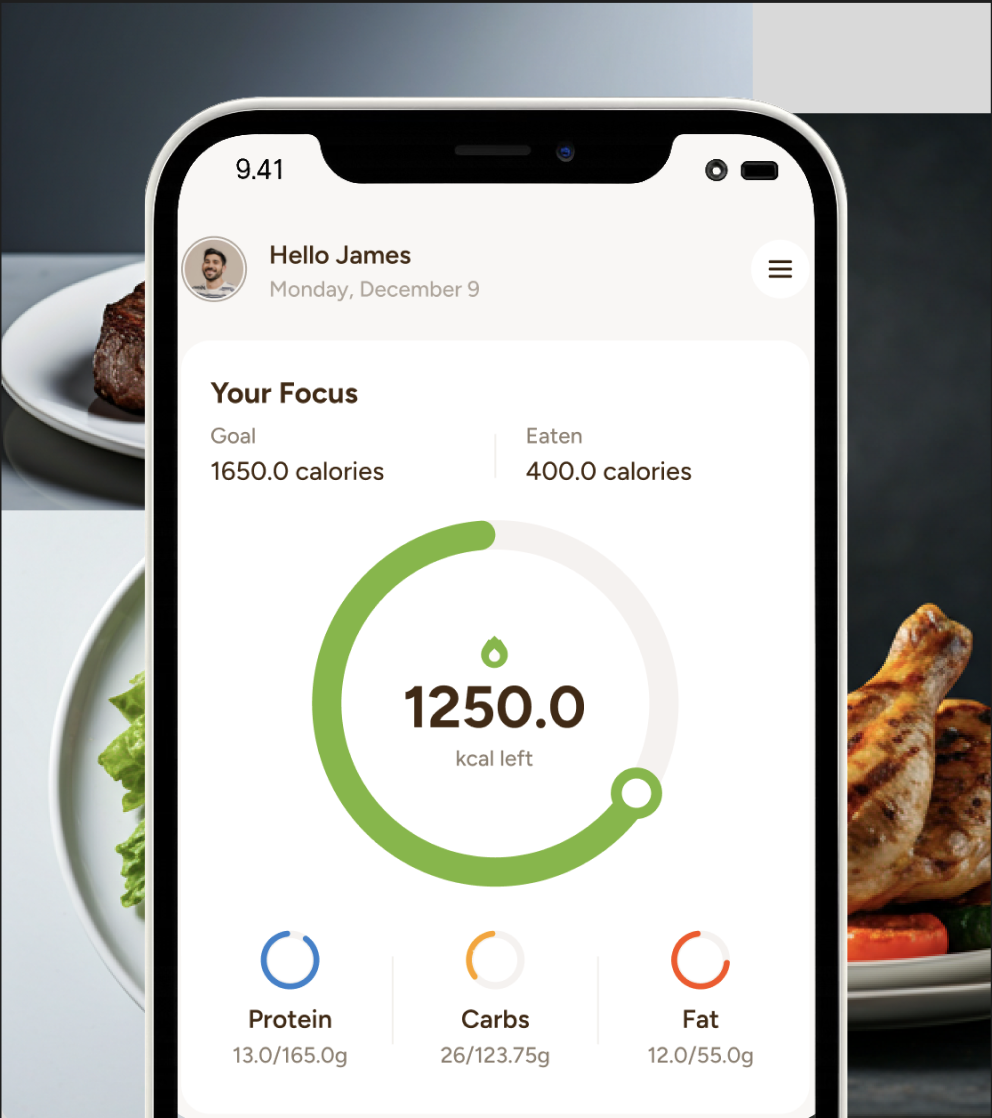 9.41
Hello James
Monday, December 9
Your Focus
Goal
Eaten
1650.0 calories
400.0 calories
1250.0
kcal left
Protein
Carbs
Fat
13.0/165.0g
26/123.75g
12.0/55.0g